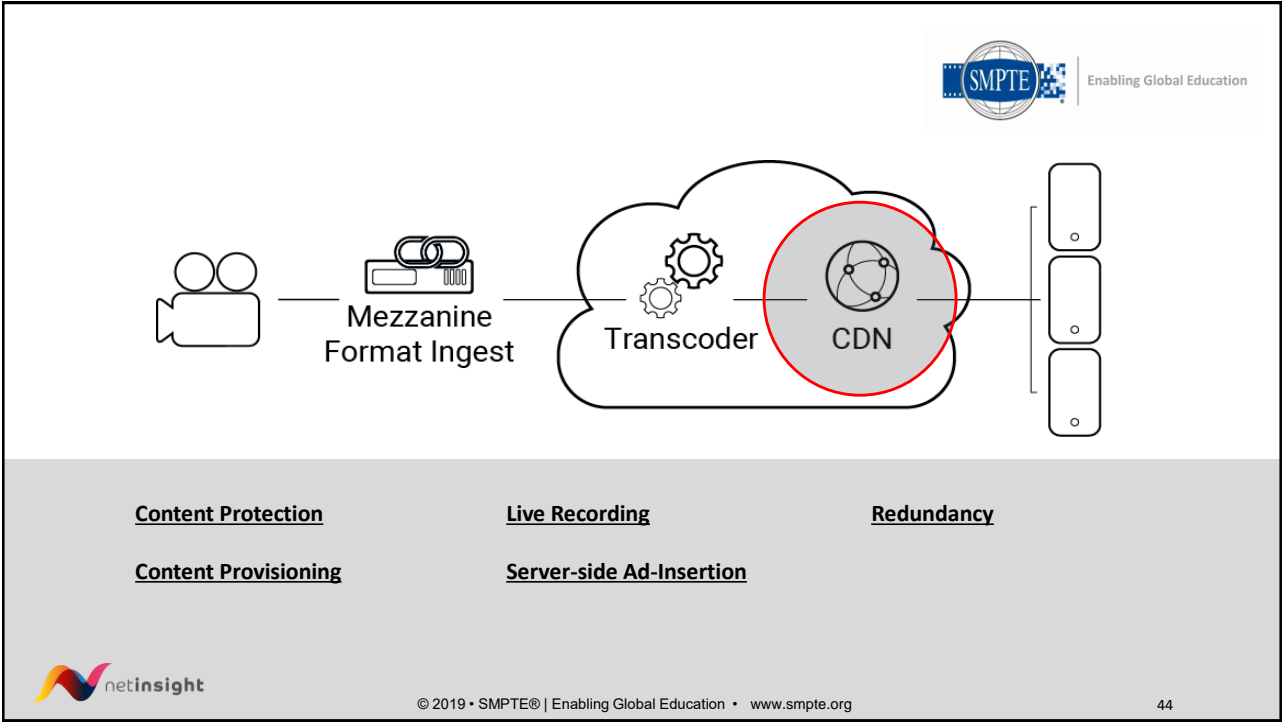 SMPTE
Enabling Global Education
Mezzanine
Format Ingest
Transcoder
CDN
Content Protection
Live Recording
Redundancy
Content Provisioning
Server-side Ad-Insertion
netinsight
© 2019 • SMPTE® | Enabling Global Education • www.smpte.org
44